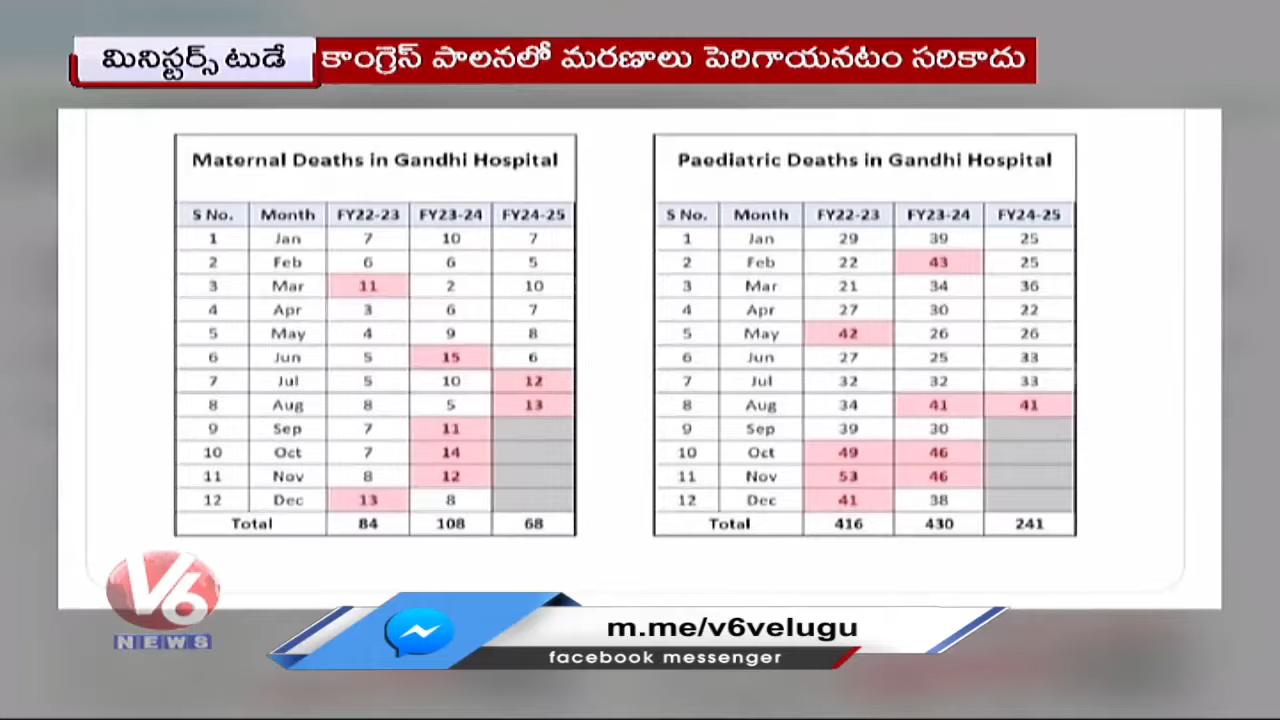 మినిస్టర్స్ టుడే
కాంగ్రెస్ పాలనలో మరణాలు పెరిగాయనటం సరికాదు
Maternal Deaths in Gandhi Hospital
S No. Month FY22-23 FY23-24 FY24-25
1 Jan 7 10 7
2 Feb 6 6 5
3 Mar 11 2 10
4 Apr 3 6 7
5 May 4 9 8
6 Jun 5 15 6
7 Jul 5 10 12
8 Aug 8 5 13
9 Sep 7 11
10 Oct 7 14
11 Nov 8 12
12 Dec 13 8
Total 84 108 68
Paediatric Deaths in Gandhi Hospital
S No. Month FY22-23 FY23-24 FY24-25
1 Jan 29 39 25
2 Feb 22 43 25
3 Mar 21 34 36
4 Apr 27 30 22
5 May 42 26 26
6 Jun 27 25 33
7 Jul 32 32 33
8 Aug 34 41 41
9 Sep 39 30
10 Oct 49 46
11 Nov 53 46
12 Dec 41 38
Total 416 430 241
V6
NEWS
m.me/v6velugu
facebook messenger